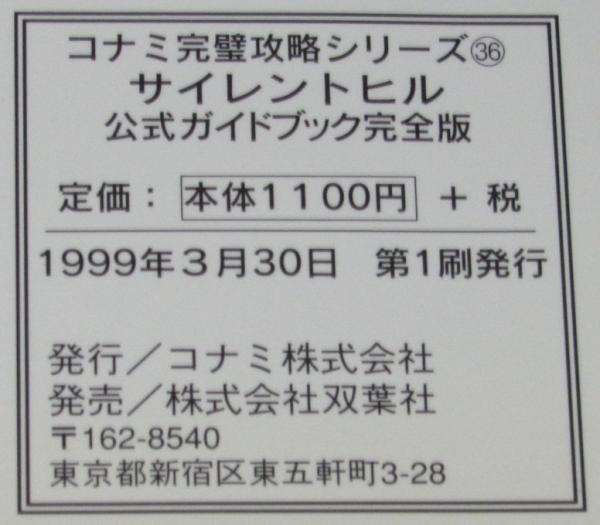 コナミ完璧攻略シリーズ㊱
サイレントヒル
公式ガイドブック完全版
定価：本体1100円 + 税
1999年3月30日　第1刷発行
発行／コナミ株式会社
発売／株式会社双葉社
〒162-8540
東京都新宿区東五軒町3-28